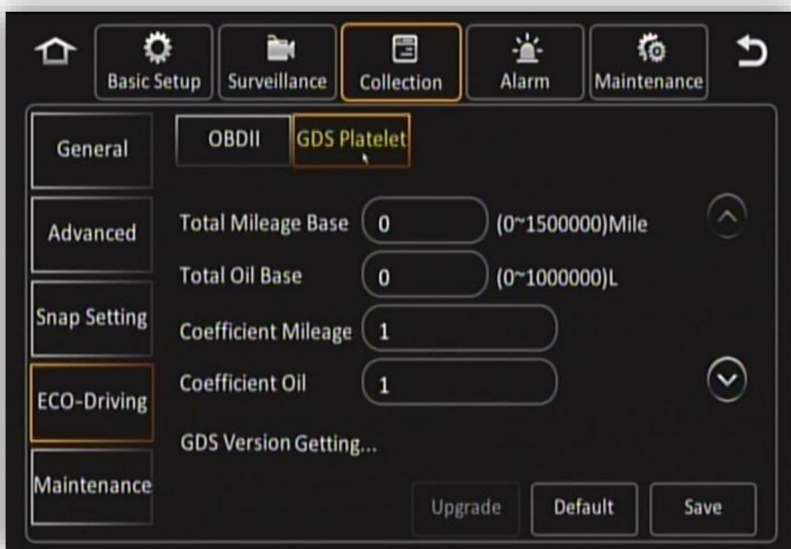 Basic Setup
Surveillance
Collection
Alarm
Maintenance
General
Advanced
Snap Setting
ECO-Driving
Maintenance
OBDII
GDS Platelet
Total Mileage Base 0 (0~1500000)Mile
Total Oil Base 0 (0~1000000)L
Coefficient Mileage 1
Coefficient Oil 1
GDS Version Getting...
Upgrade
Default
Save